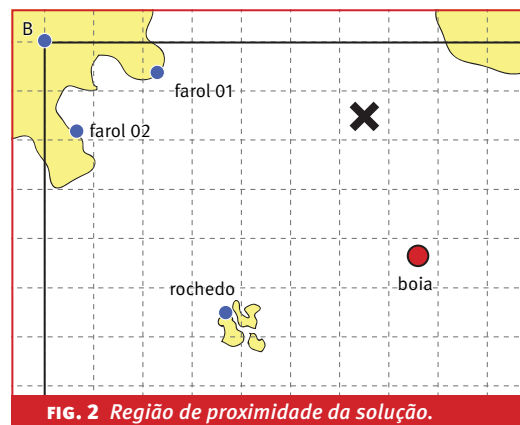 B
farol 01
farol 02
rochedo
boia
FIG. 2 Região de proximidade da solução.